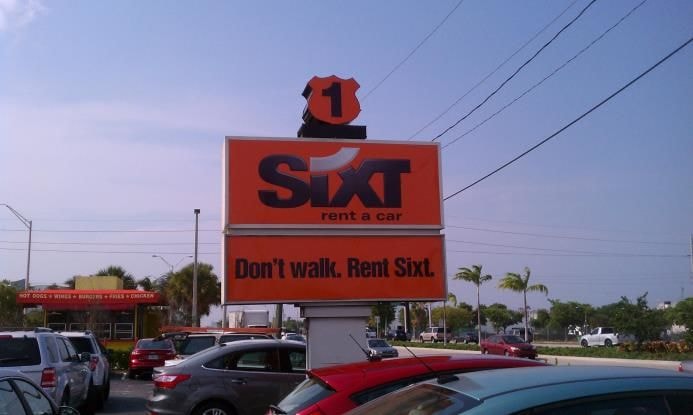 1
SIXT
rent a car
Don't walk. Rent Sixt.
HOT DOGS • WINGS • BURGERS • FRIES • CHICKEN